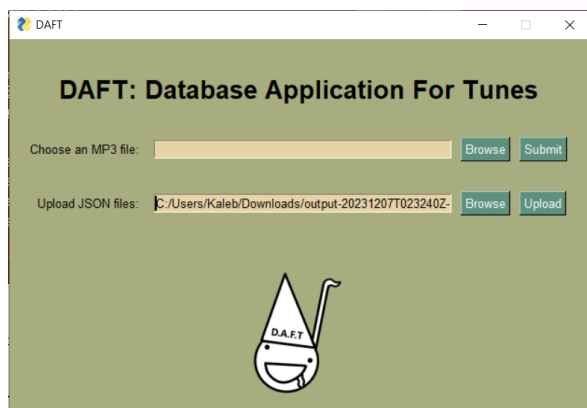 DAFT
DAFT: Database Application For Tunes
Choose an MP3 file: Browse Submit
Upload JSON files: C:/Users/Kaleb/Downloads/output-20231207T023240Z- Browse Upload
D.A.F.T